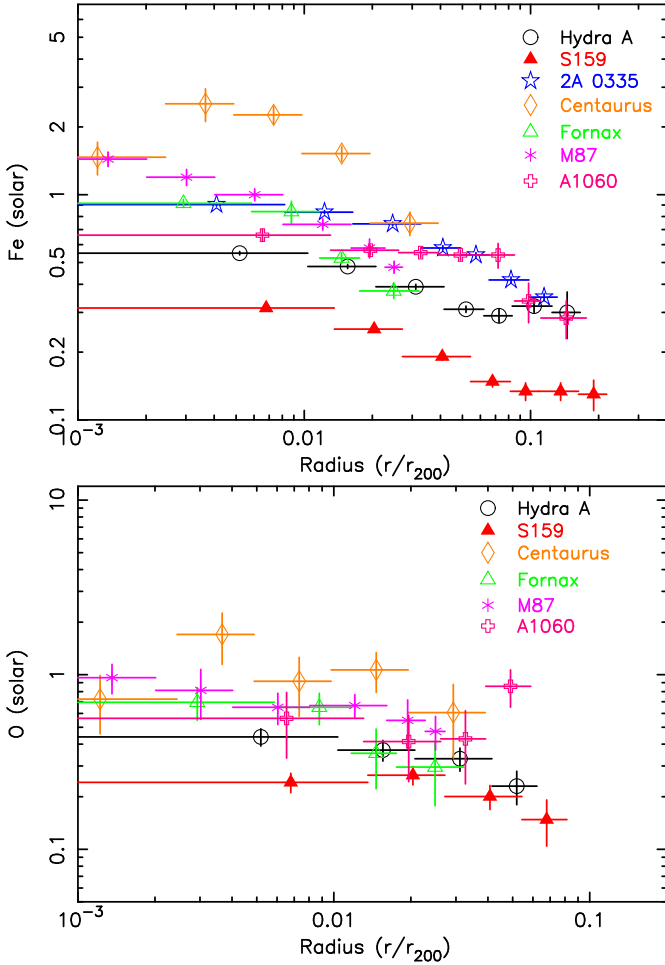 5
2
1
0.5
0.2
0.1
Fe (solar)
Hydra A
S159
2A 0335
Centaurus
Fornax
M87
A1060
10⁻³
0.01
0.1
Radius (r/r₂₀₀)
10
1
0.1
O (solar)
Hydra A
S159
Centaurus
Fornax
M87
A1060
10⁻³
0.01
0.1
Radius (r/r₂₀₀)